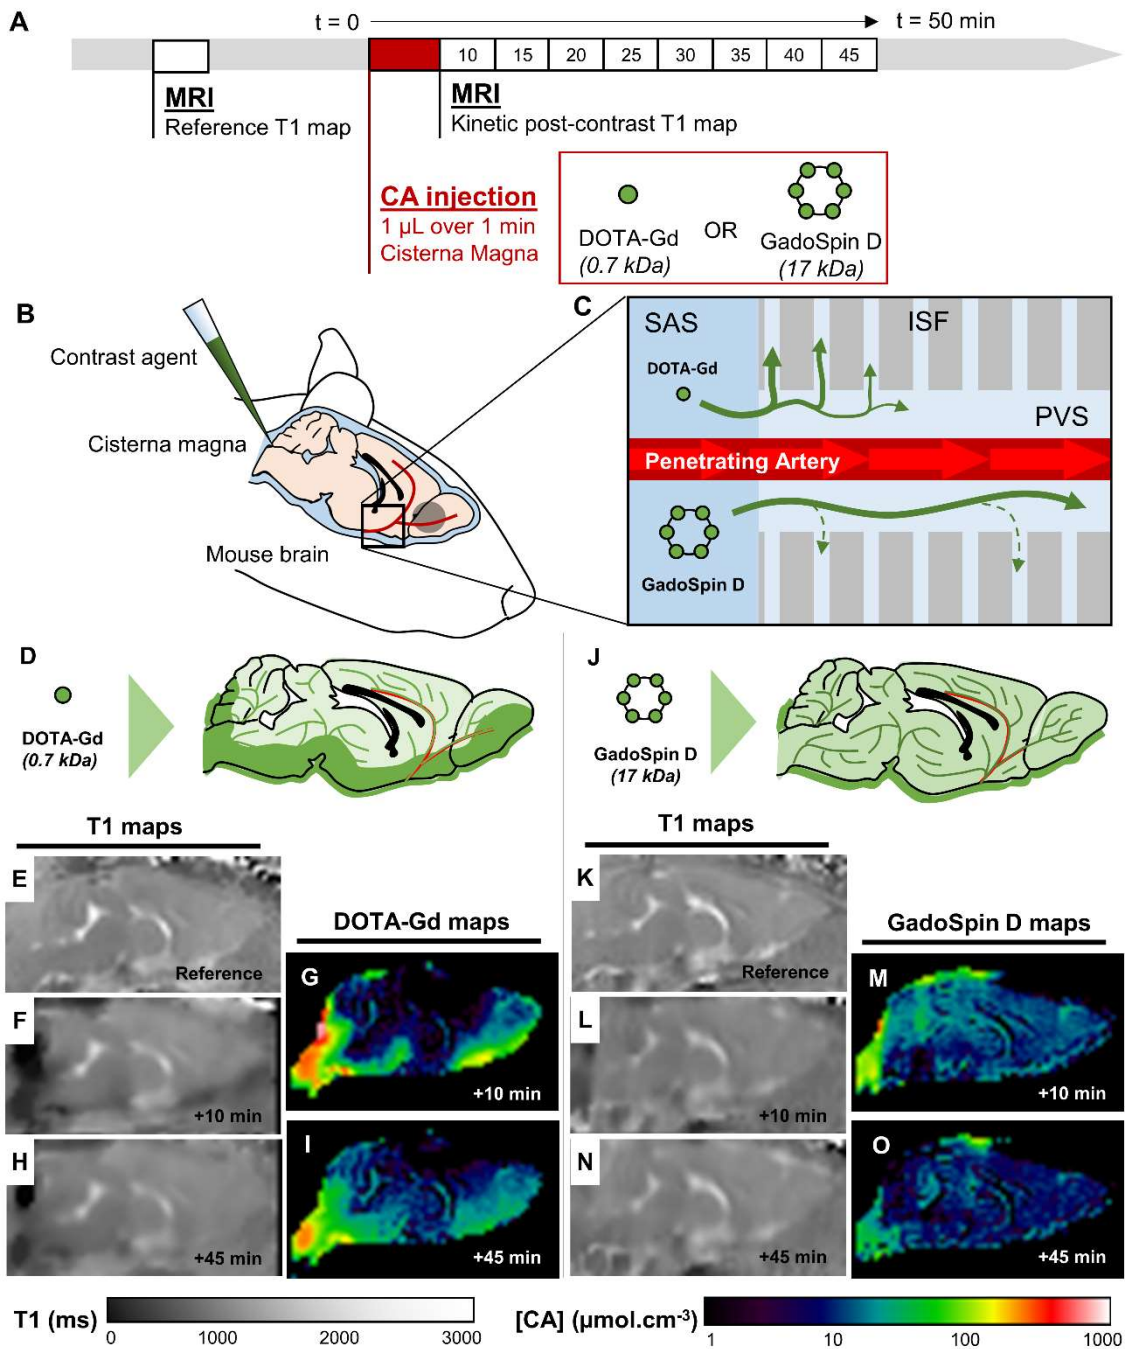 A
t = 0
t = 50 min
10 15 20 25 30 35 40 45
MRI
Reference T1 map
MRI
Kinetic post-contrast T1 map
CA injection
1 µL over 1 min
Cisterna Magna
DOTA-Gd
(0.7 kDa)
OR
GadoSpin D
(17 kDa)
B
Contrast agent
Cisterna magna
Mouse brain
C
SAS
ISF
DOTA-Gd
PVS
Penetrating Artery
GadoSpin D
D
DOTA-Gd
(0.7 kDa)
J
GadoSpin D
(17 kDa)
T1 maps
E
Reference
DOTA-Gd maps
F
+10 min
G
+10 min
H
+45 min
I
+45 min
T1 maps
K
Reference
GadoSpin D maps
L
+10 min
M
+10 min
N
+45 min
O
+45 min
T1 (ms)
0 1000 2000 3000
[CA] (µmol.cm-3)
1 10 100 1000